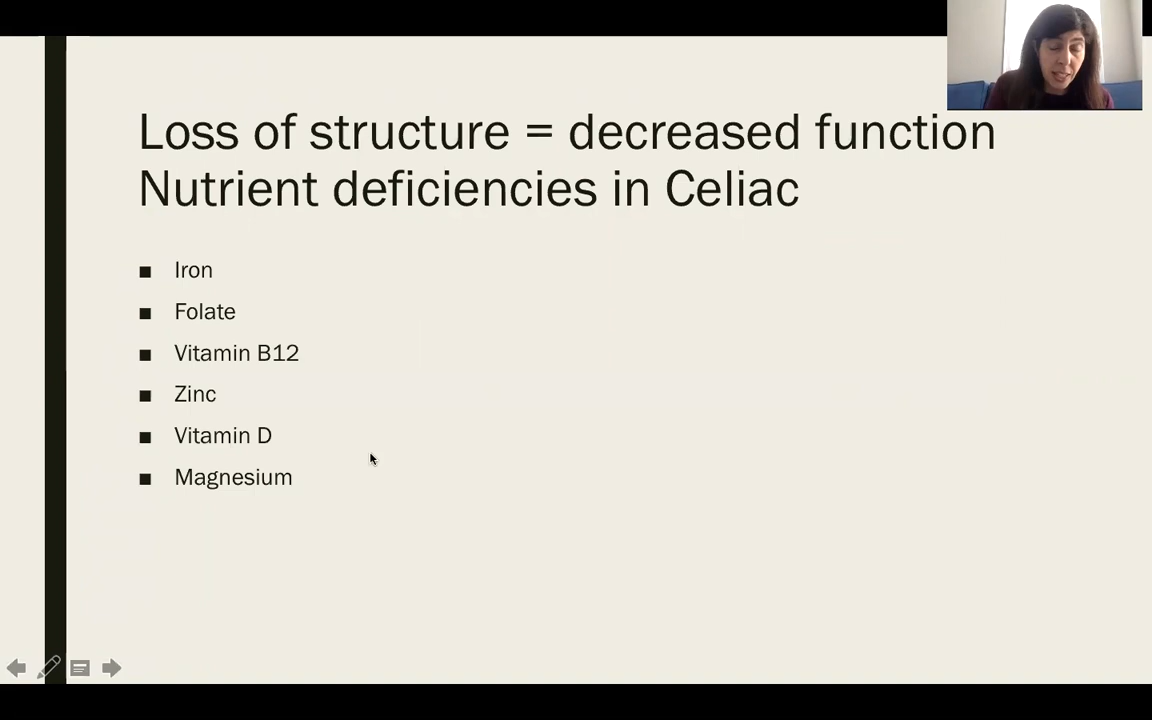 Loss of structure = decreased function
Nutrient deficiencies in Celiac
■ Iron
■ Folate
■ Vitamin B12
■ Zinc
■ Vitamin D
■ Magnesium